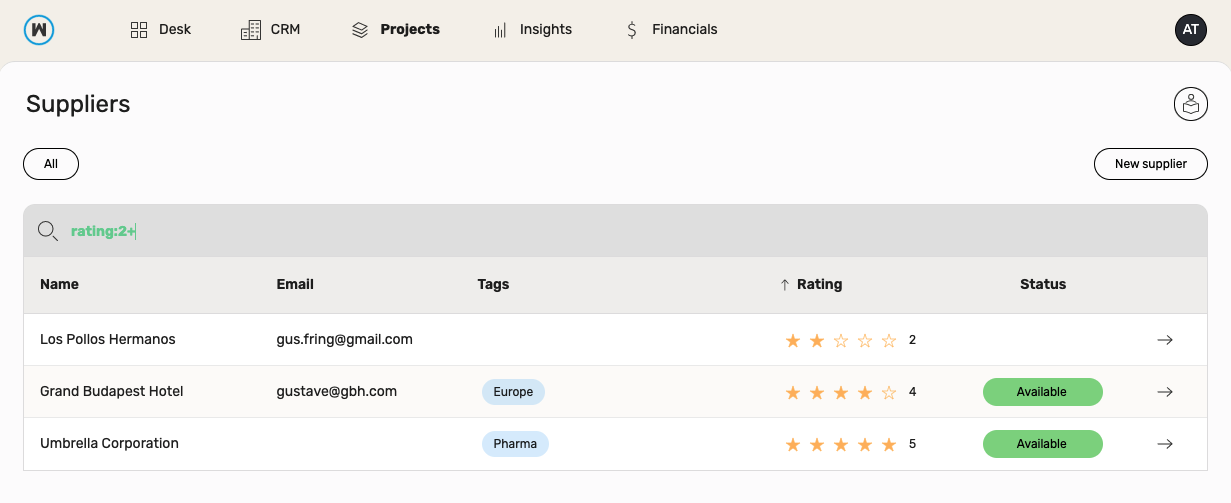 W Desk CRM Projects Insights $ Financials AT
Suppliers
All New supplier
rating:2+
Name Email Tags ↑ Rating Status
Los Pollos Hermanos gus.fring@gmail.com ★ ★ ☆ ☆ ☆ 2 →
Grand Budapest Hotel gustave@gbh.com Europe ★ ★ ★ ★ ☆ 4 Available →
Umbrella Corporation Pharma ★ ★ ★ ★ ★ 5 Available →